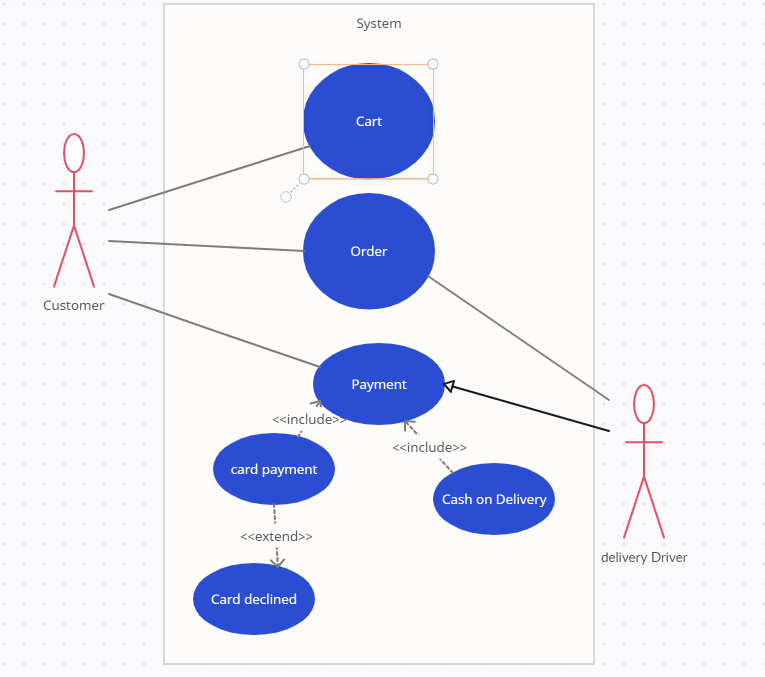 System
Cart
Order
Customer
Payment
<<include>>
<<include>>
card payment
Cash on Delivery
<<extend>>
delivery Driver
Card declined